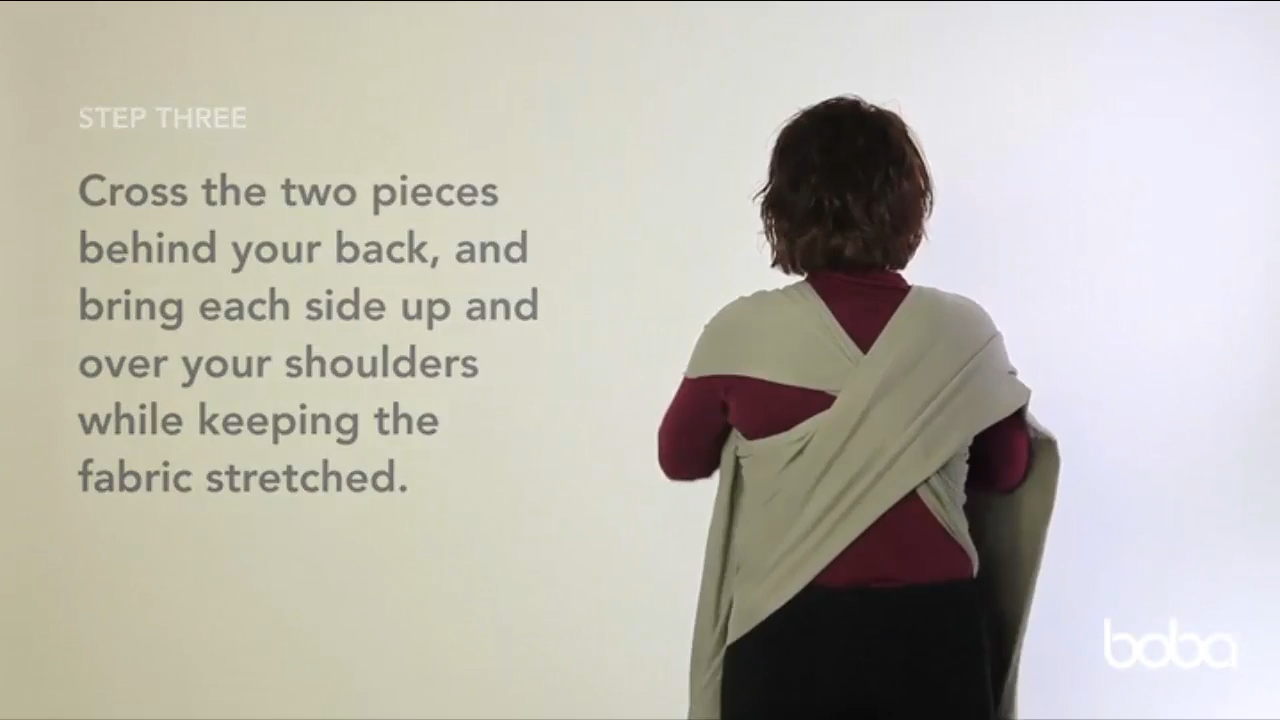 STEP THREE
Cross the two pieces
behind your back, and
bring each side up and
over your shoulders
while keeping the
fabric stretched.
boba